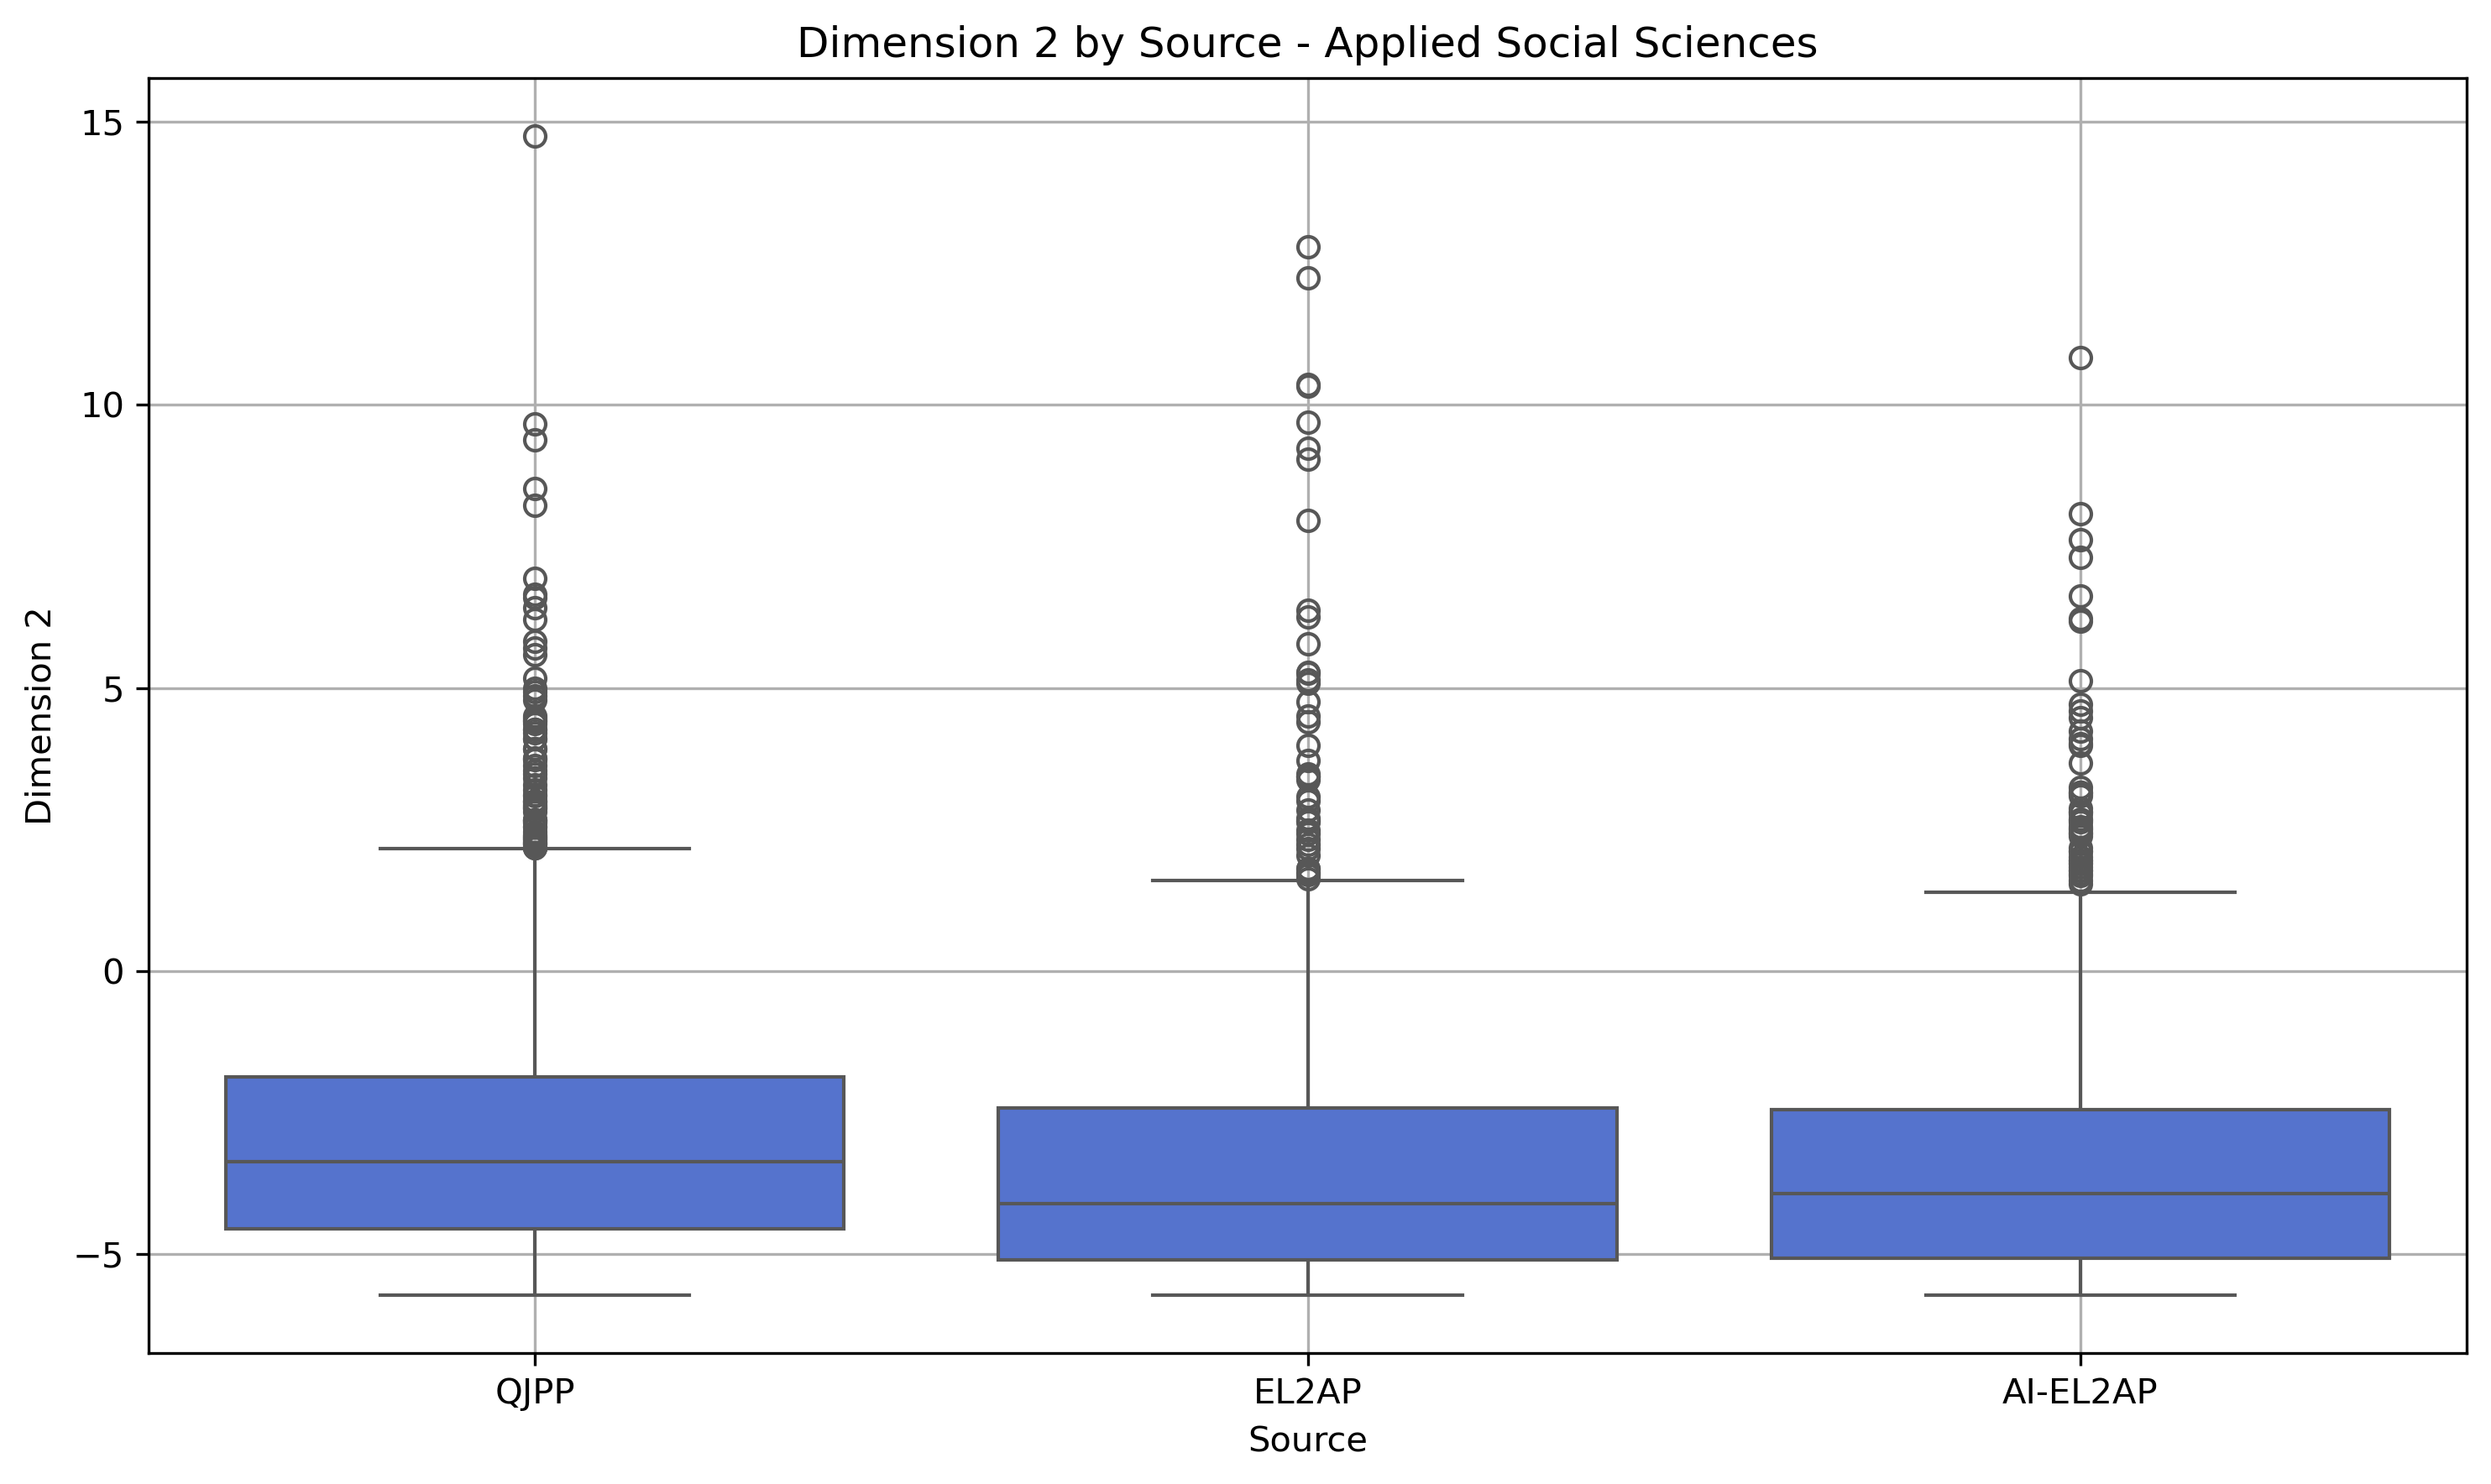 Dimension 2 by Source - Applied Social Sciences
15
10
5
0
−5
Dimension 2
QJPP
EL2AP
AI-EL2AP
Source